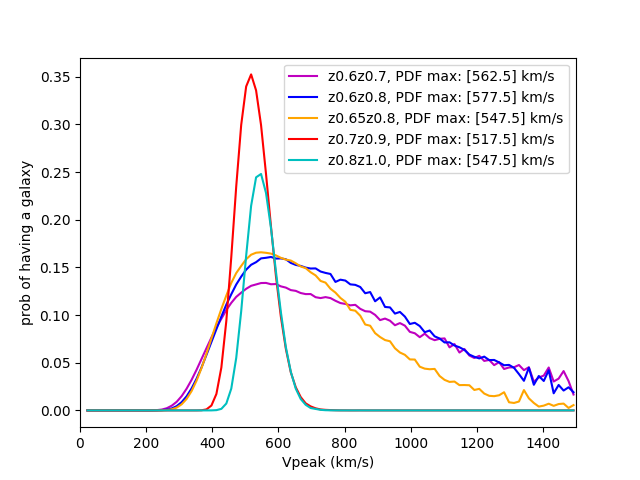 z0.6z0.7, PDF max: [562.5] km/s
z0.6z0.8, PDF max: [577.5] km/s
z0.65z0.8, PDF max: [547.5] km/s
z0.7z0.9, PDF max: [517.5] km/s
z0.8z1.0, PDF max: [547.5] km/s
prob of having a galaxy
0.35
0.30
0.25
0.20
0.15
0.10
0.05
0.00
0 200 400 600 800 1000 1200 1400
Vpeak (km/s)